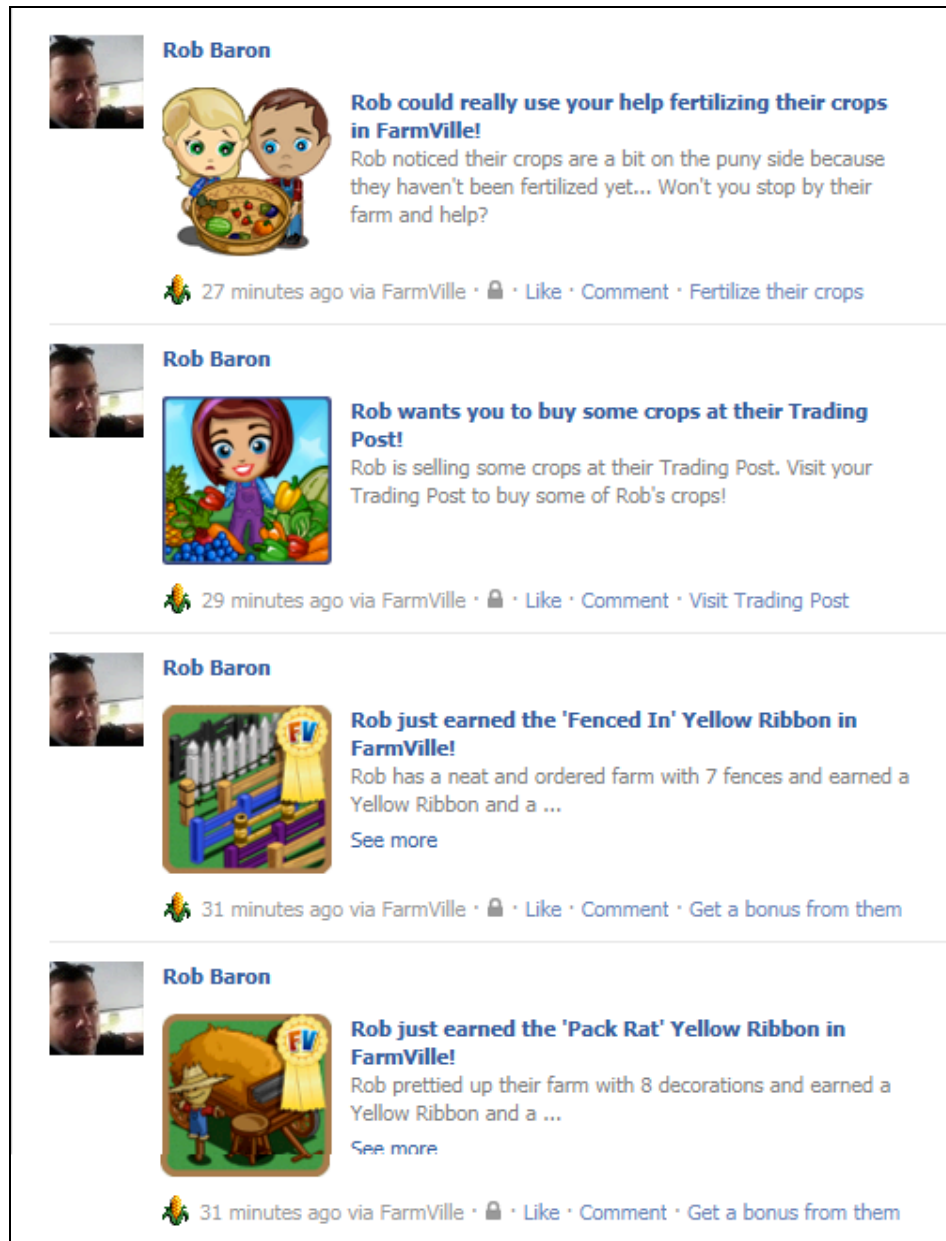 Rob Baron
Rob could really use your help fertilizing their crops
in FarmVille!
Rob noticed their crops are a bit on the puny side because
they haven't been fertilized yet... Won't you stop by their
farm and help?
27 minutes ago via FarmVille · Like · Comment · Fertilize their crops
Rob Baron
Rob wants you to buy some crops at their Trading
Post!
Rob is selling some crops at their Trading Post. Visit your
Trading Post to buy some of Rob's crops!
29 minutes ago via FarmVille · Like · Comment · Visit Trading Post
Rob Baron
FV
Rob just earned the 'Fenced In' Yellow Ribbon in
FarmVille!
Rob has a neat and ordered farm with 7 fences and earned a
Yellow Ribbon and a ...
See more
31 minutes ago via FarmVille · Like · Comment · Get a bonus from them
Rob Baron
FV
Rob just earned the 'Pack Rat' Yellow Ribbon in
FarmVille!
Rob prettied up their farm with 8 decorations and earned a
Yellow Ribbon and a ...
See more
31 minutes ago via FarmVille · Like · Comment · Get a bonus from them